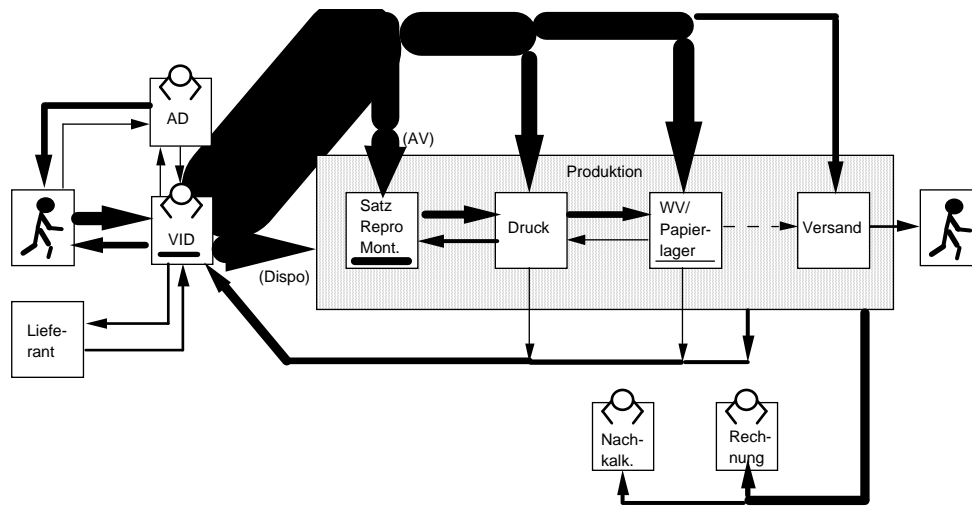 AD
(AV)
Produktion
VID
Satz
Repro
Mont.
Druck
WV/
Papier-
lager
Versand
(Dispo)
Liefe-
rant
Nach-
kalk.
Rech-
nung